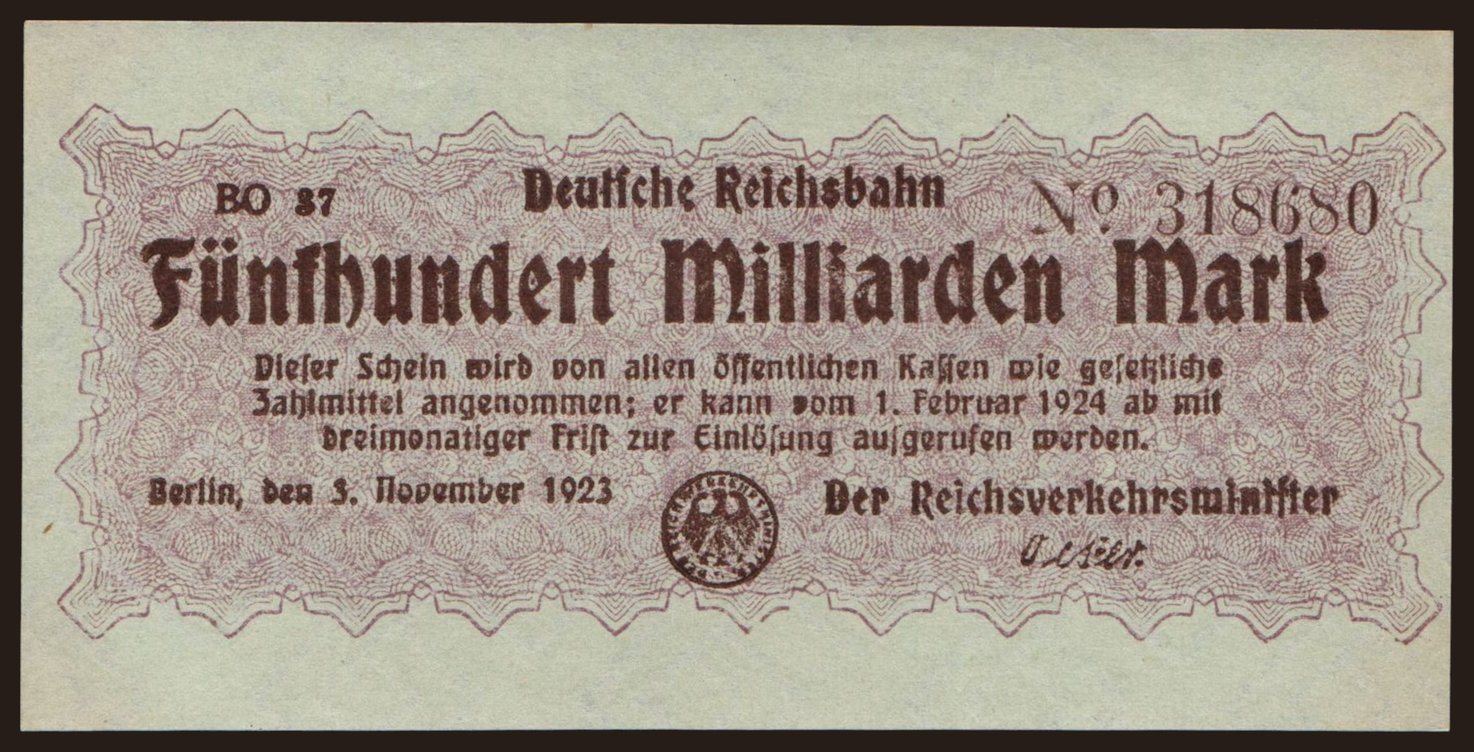 BO 37
Deutsche Reichsbahn
No. 318680
Fünfhundert Milliarden Mark
Dieser Schein wird von allen öffentlichen Kassen wie gesetzliche
Zahlmittel angenommen; er kann vom 1. Februar 1924 ab mit
dreimonatiger Frist zur Einlösung aufgerufen werden.
Berlin, den 3. November 1923
Der Reichsverkehrsminister